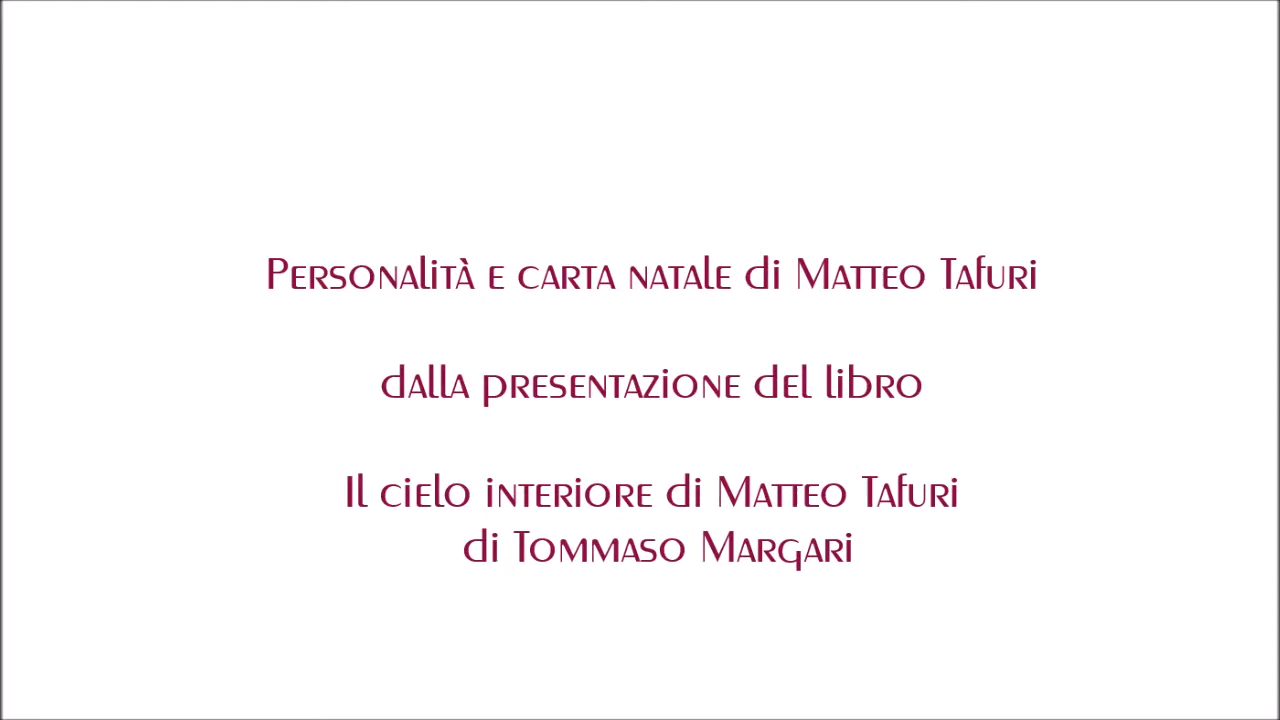 Personalità e carta natale di Matteo Tafuri
dalla presentazione del libro
Il cielo interiore di Matteo Tafuri
di Tommaso Margari